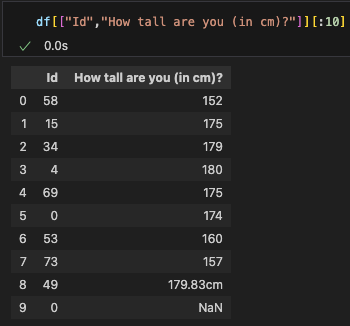 df[["Id","How tall are you (in cm)?"]][:10]
✓ 0.0s
Id How tall are you (in cm)?
0 58 152
1 15 175
2 34 179
3 4 180
4 69 175
5 0 174
6 53 160
7 73 157
8 49 179.83cm
9 0 NaN